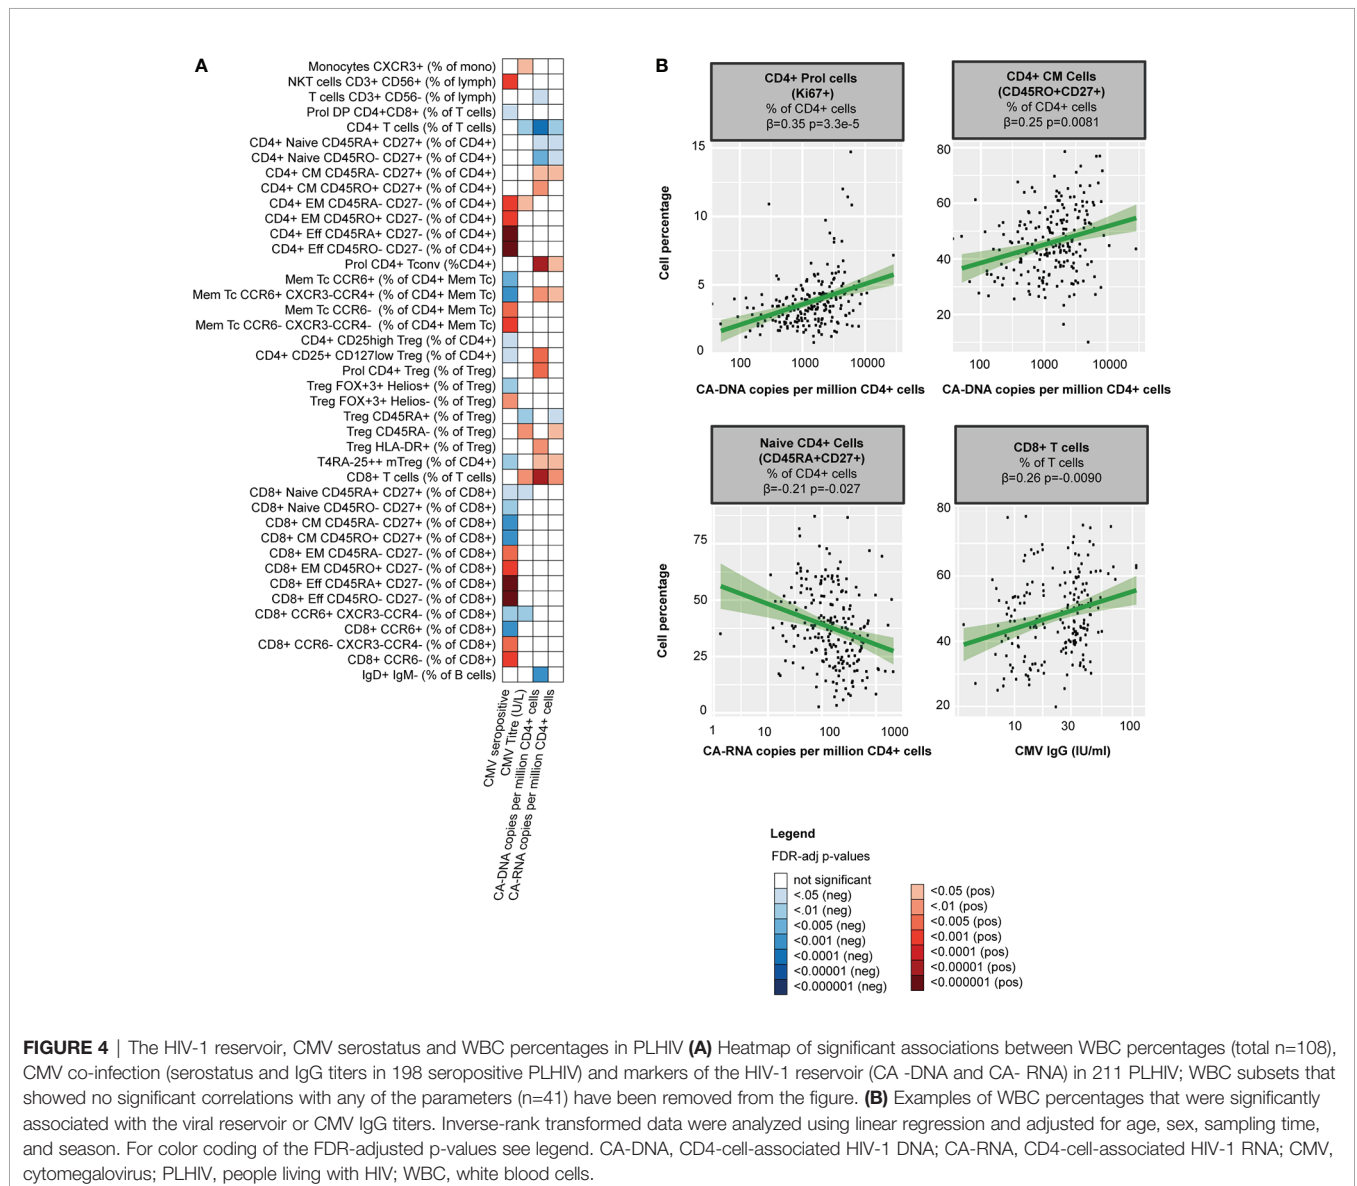 A
Monocytes CXCR3+ (% of mono)
NKT cells CD3+ CD56+ (% of lymph)
T cells CD3+ CD56- (% of lymph)
Prol DP CD4+CD8+ (% of T cells)
CD4+ T cells (% of T cells)
CD4+ Naive CD45RA+ CD27+ (% of CD4+)
CD4+ Naive CD45RO- CD27+ (% of CD4+)
CD4+ CM CD45RA- CD27+ (% of CD4+)
CD4+ CM CD45RO+ CD27+ (% of CD4+)
CD4+ EM CD45RA- CD27- (% of CD4+)
CD4+ EM CD45RO+ CD27- (% of CD4+)
CD4+ Eff CD45RA+ CD27- (% of CD4+)
CD4+ Eff CD45RO- CD27- (% of CD4+)
Prol CD4+ Tconv (%CD4+)
Mem Tc CCR6+ (% of CD4+ Mem Tc)
Mem Tc CCR6+ CXCR3-CCR4+ (% of CD4+ Mem Tc)
Mem Tc CCR6- (% of CD4+ Mem Tc)
Mem Tc CCR6- CXCR3-CCR4- (% of CD4+ Mem Tc)
CD4+ CD25high Treg (% of CD4+)
CD4+ CD25+ CD127low Treg (% of CD4+)
Prol CD4+ Treg (% of Treg)
Treg FOX+3+ Helios+ (% of Treg)
Treg FOX+3+ Helios- (% of Treg)
Treg CD45RA+ (% of Treg)
Treg CD45RA- (% of Treg)
Treg HLA-DR+ (% of Treg)
T4RA-25++ mTreg (% of CD4+)
CD8+ T cells (% of T cells)
CD8+ Naive CD45RA+ CD27+ (% of CD8+)
CD8+ Naive CD45RO- CD27+ (% of CD8+)
CD8+ CM CD45RA- CD27+ (% of CD8+)
CD8+ CM CD45RO+ CD27+ (% of CD8+)
CD8+ EM CD45RA- CD27- (% of CD8+)
CD8+ EM CD45RO+ CD27- (% of CD8+)
CD8+ Eff CD45RA+ CD27- (% of CD8+)
CD8+ Eff CD45RO- CD27- (% of CD8+)
CD8+ CCR6+ CXCR3-CCR4- (% of CD8+)
CD8+ CCR6+ (% of CD8+)
CD8+ CCR6- CXCR3-CCR4- (% of CD8+)
CD8+ CCR6- (% of CD8+)
IgD+ IgM- (% of B cells)
CMV seropositive
CMV Titre (U/L)
CA-DNA copies per million CD4+ cells
CA-RNA copies per million CD4+ cells
B
CD4+ Prol cells
(Ki67+)
% of CD4+ cells
β=0.35 p=3.3e-5
15
10
5
0
Cell percentage
100 1000 10000
CA-DNA copies per million CD4+ cells
CD4+ CM Cells
(CD45RO+CD27+)
% of CD4+ cells
β=0.25 p=0.0081
80
60
40
20
100 1000 10000
CA-DNA copies per million CD4+ cells
Naive CD4+ Cells
(CD45RA+CD27+)
% of CD4+ cells
β=-0.21 p=-0.027
75
50
25
0
Cell percentage
1 10 100 1000
CA-RNA copies per million CD4+ cells
CD8+ T cells
% of T cells
β=0.26 p=-0.0090
80
60
40
20
10 30 100
CMV IgG (IU/ml)
Legend
FDR-adj p-values
not significant
<.05 (neg)
<.01 (neg)
<0.005 (neg)
<0.001 (neg)
<0.0001 (neg)
<0.00001 (neg)
<0.000001 (neg)
<0.05 (pos)
<.01 (pos)
<0.005 (pos)
<0.001 (pos)
<0.0001 (pos)
<0.00001 (pos)
<0.000001 (pos)
FIGURE 4 | The HIV-1 reservoir, CMV serostatus and WBC percentages in PLHIV (A) Heatmap of significant associations between WBC percentages (total n=108),
CMV co-infection (serostatus and IgG titers in 198 seropositive PLHIV) and markers of the HIV-1 reservoir (CA -DNA and CA- RNA) in 211 PLHIV; WBC subsets that
showed no significant correlations with any of the parameters (n=41) have been removed from the figure. (B) Examples of WBC percentages that were significantly
associated with the viral reservoir or CMV IgG titers. Inverse-rank transformed data were analyzed using linear regression and adjusted for age, sex, sampling time,
and season. For color coding of the FDR-adjusted p-values see legend. CA-DNA, CD4-cell-associated HIV-1 DNA; CA-RNA, CD4-cell-associated HIV-1 RNA; CMV,
cytomegalovirus; PLHIV, people living with HIV; WBC, white blood cells.